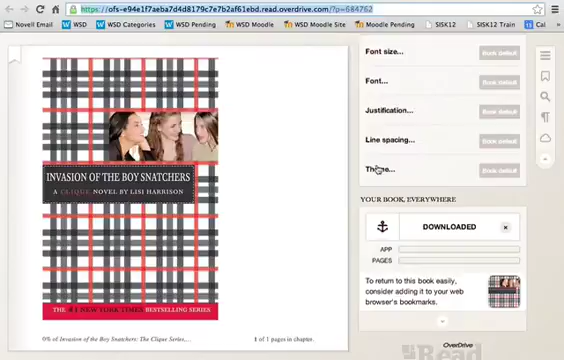 https://ofs-e94e1f7aeba7d4d8179c7e7b2af61ebd.read.overdrive.com/?p=684762
Novell Email
WSD
WSD Categories
WSD Pending
WSD Moodle
WSD Moodle Site
Moodle Pending
SISK12
SISK12 Training
Cal
Font size...
Book default
Font...
Book default
Justification...
Book default
Line spacing...
Book default
Book default
INVASION OF THE BOY SNATCHERS
A CLIQUE NOVEL BY LISI HARRISON
THE #1 NEW YORK TIMES BESTSELLING SERIES
YOUR BOOK, EVERYWHERE
DOWNLOADED
APP
PAGES
To return to this book easily,
consider adding it to your web
browser's bookmarks.
0% of Invasion of the Boy Snatchers: The Clique Series,...
1 of 1 pages in chapter.
OverDrive
Read